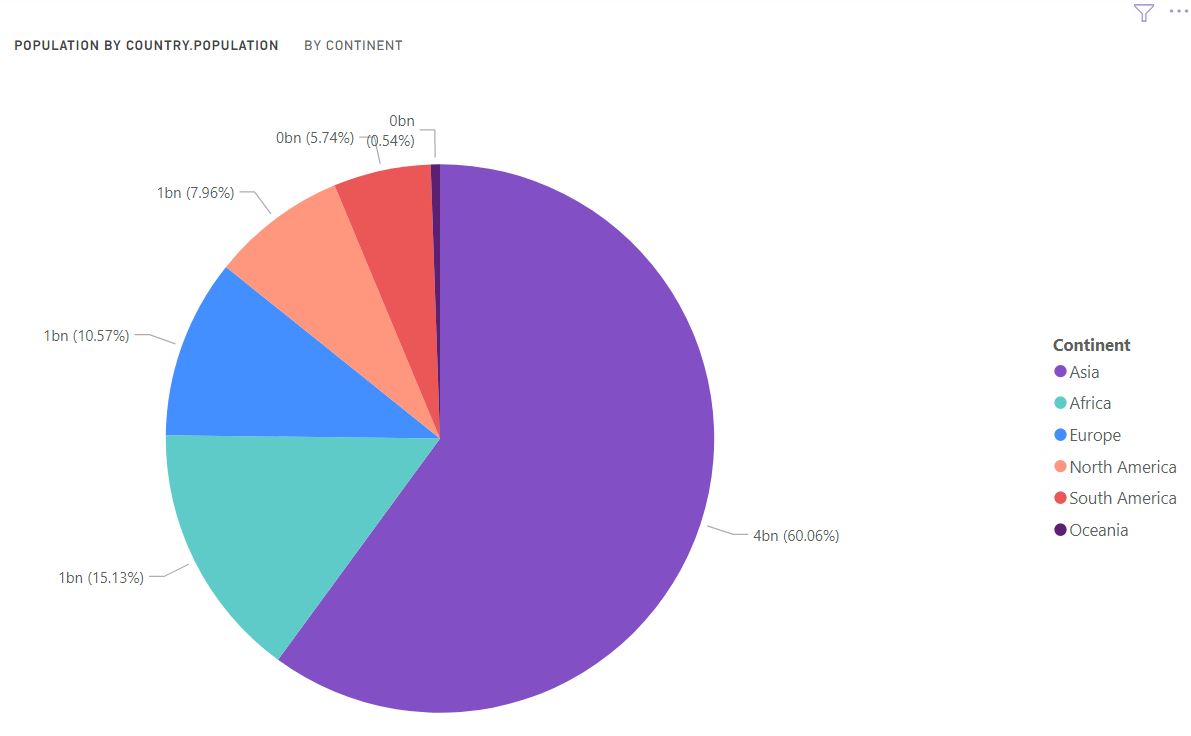 POPULATION BY COUNTRY.POPULATION BY CONTINENT
0bn
(0.54%)
0bn (5.74%)
1bn (7.96%)
1bn (10.57%)
1bn (15.13%)
4bn (60.06%)
Continent
Asia
Africa
Europe
North America
South America
Oceania